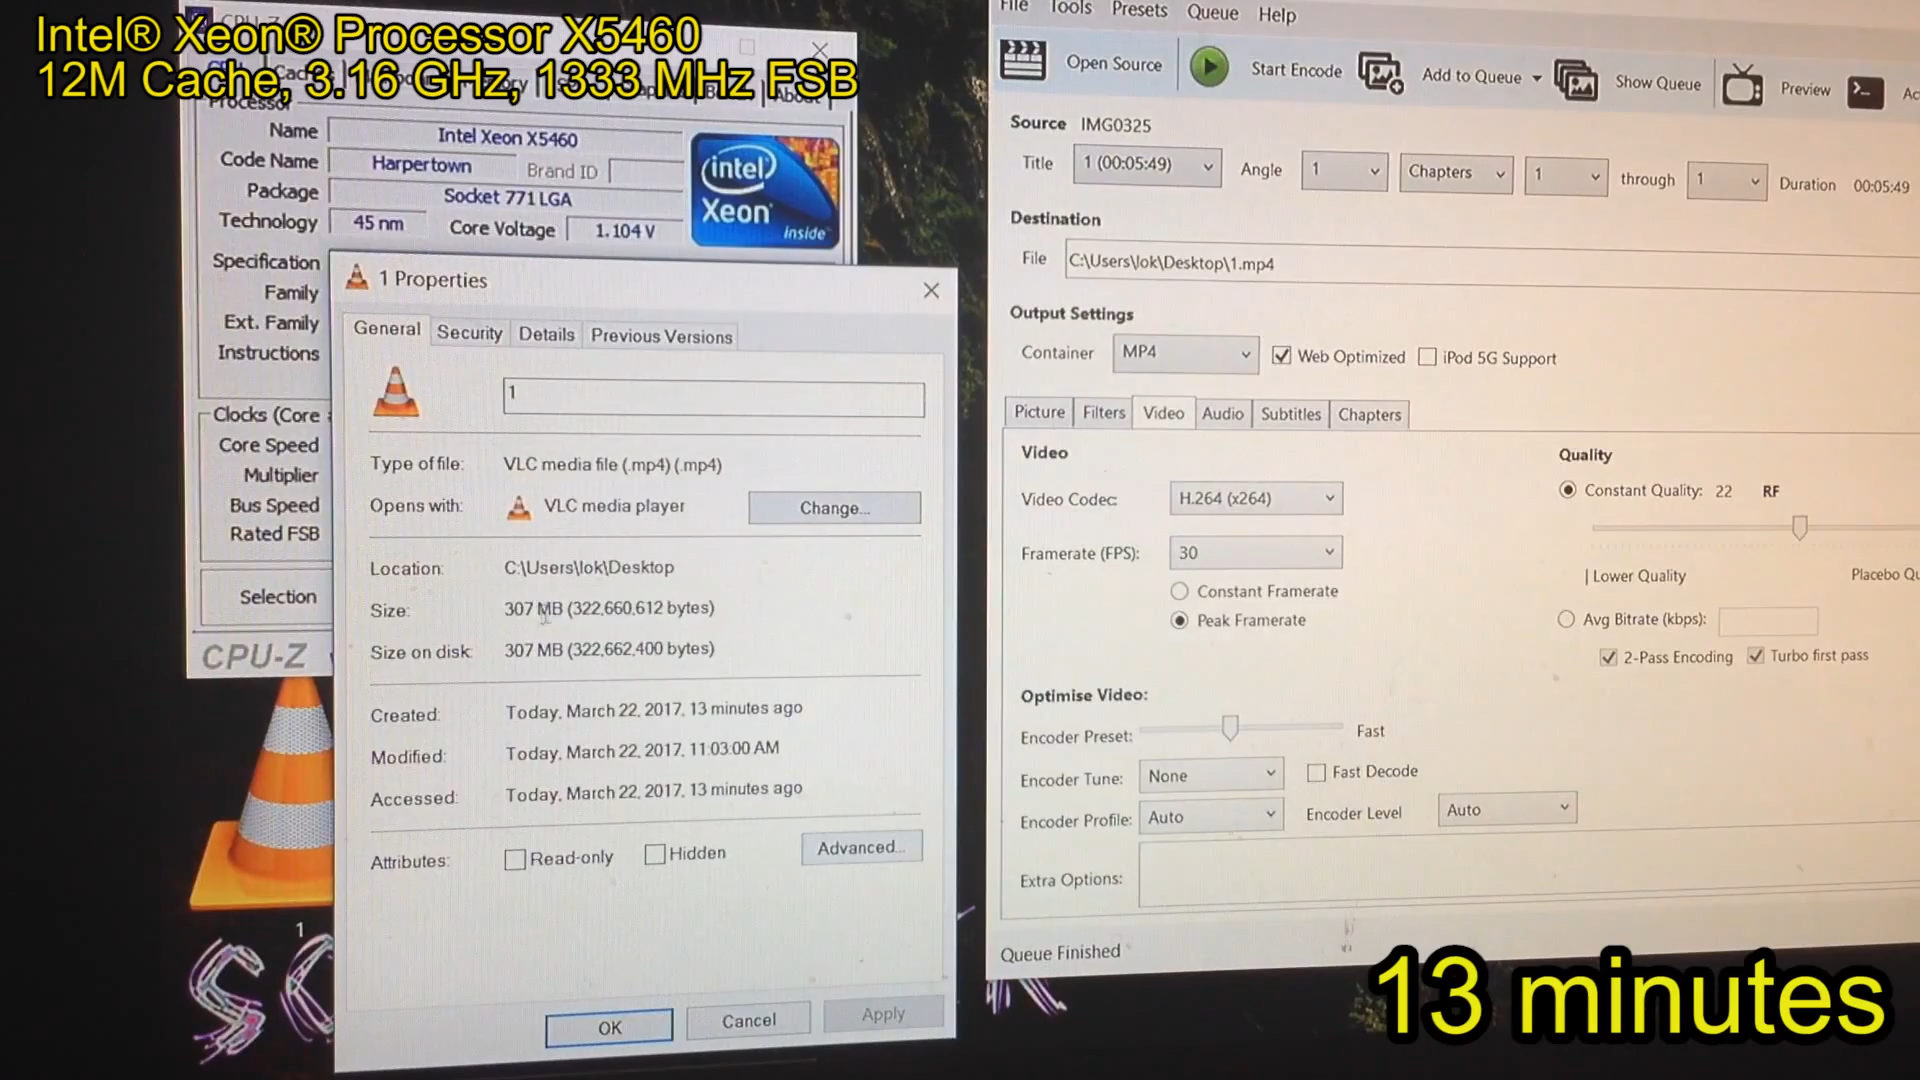 Intel® Xeon® Processor X5460
12M Cache, 3.16 GHz, 1333 MHz FSB
Processor
Name
Intel Xeon X5460
Code Name
Harpertown
Brand ID
Package
Socket 771 LGA
Technology
45 nm
Core Voltage
1.104 V
intel
Xeon
inside
Specification
Family
Ext. Family
Instructions
Clocks (Core
Core Speed
Multiplier
Bus Speed
Rated FSB
Selection
CPU-Z
1
1 Properties
General
Security
Details
Previous Versions
1
Type of file:
VLC media file (.mp4) (.mp4)
Opens with:
VLC media player
Change...
Location:
C:\Users\lok\Desktop
Size:
307 MB (322,660,612 bytes)
Size on disk:
307 MB (322,662,400 bytes)
Created:
Today, March 22, 2017, 13 minutes ago
Modified:
Today, March 22, 2017, 11:03:00 AM
Accessed:
Today, March 22, 2017, 13 minutes ago
Attributes:
Read-only
Hidden
Advanced...
OK
Cancel
Apply
File Tools Presets Queue Help
Open Source
Start Encode
Add to Queue
Show Queue
Preview
Source IMG0325
Title
1 (00:05:49)
Angle
1
Chapters
1
through
1
Duration 00:05:49
Destination
File
C:\Users\lok\Desktop\1.mp4
Output Settings
Container
MP4
Web Optimized
iPod 5G Support
Picture
Filters
Video
Audio
Subtitles
Chapters
Video
Quality
Video Codec:
H.264 (x264)
Constant Quality: 22 RF
Framerate (FPS):
30
Constant Framerate
Peak Framerate
| Lower Quality
Placebo Qu
Avg Bitrate (kbps):
2-Pass Encoding
Turbo first pass
Optimise Video:
Encoder Preset:
Fast
Encoder Tune:
None
Fast Decode
Encoder Profile:
Auto
Encoder Level
Auto
Extra Options:
Queue Finished
13 minutes